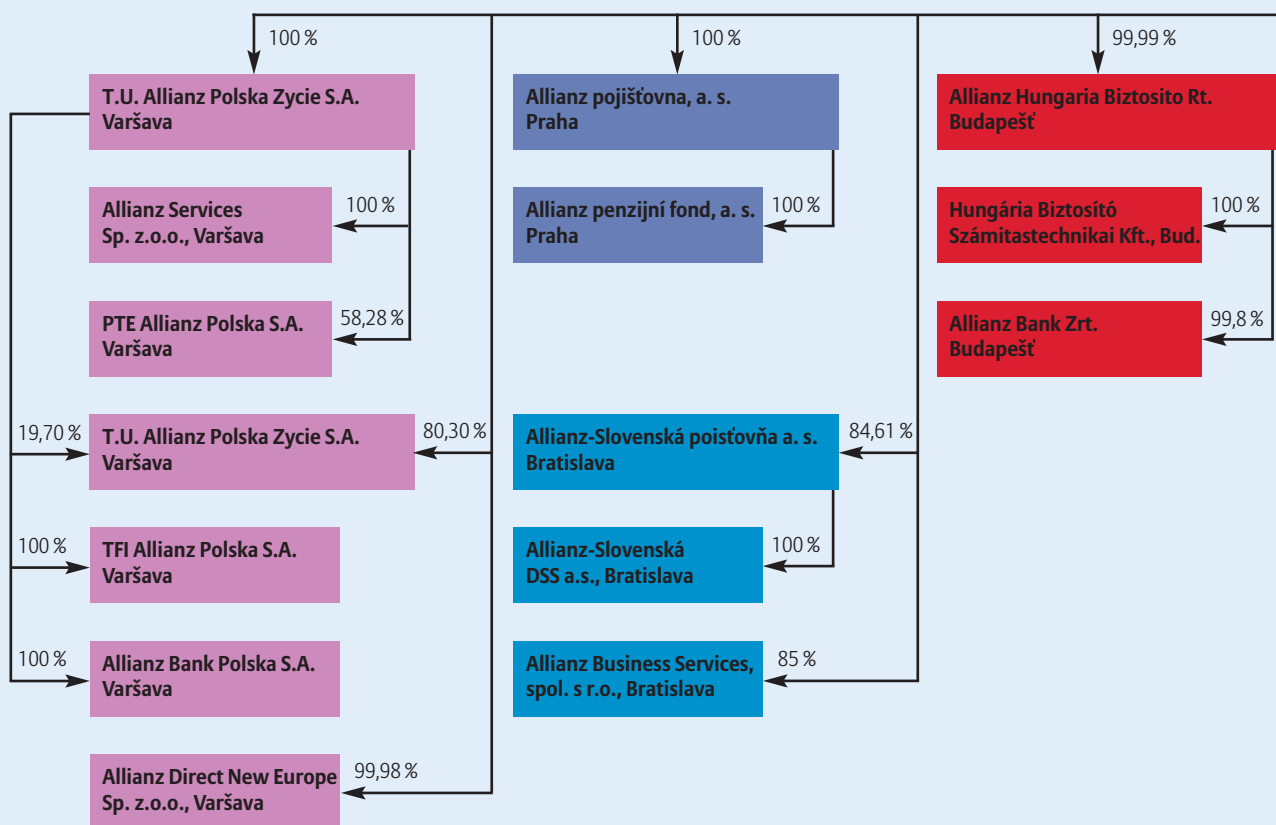 100 %
100 %
99,99 %
T.U. Allianz Polska Zycie S.A.
Varšava
Allianz pojišťovna, a. s.
Praha
Allianz Hungaria Biztosito Rt.
Budapešť
Allianz Services
Sp. z.o.o., Varšava
100 %
Allianz penzijní fond, a. s.
Praha
100 %
Hungária Biztosító
Számitastechnikai Kft., Bud.
100 %
PTE Allianz Polska S.A.
Varšava
58,28 %
Allianz Bank Zrt.
Budapešť
99,8 %
19,70 %
T.U. Allianz Polska Zycie S.A.
Varšava
80,30 %
Allianz-Slovenská poisťovňa a. s.
Bratislava
84,61 %
100 %
TFI Allianz Polska S.A.
Varšava
Allianz-Slovenská
DSS a.s., Bratislava
100 %
100 %
Allianz Bank Polska S.A.
Varšava
Allianz Business Services,
spol. s r.o., Bratislava
85 %
Allianz Direct New Europe
Sp. z.o.o., Varšava
99,98 %